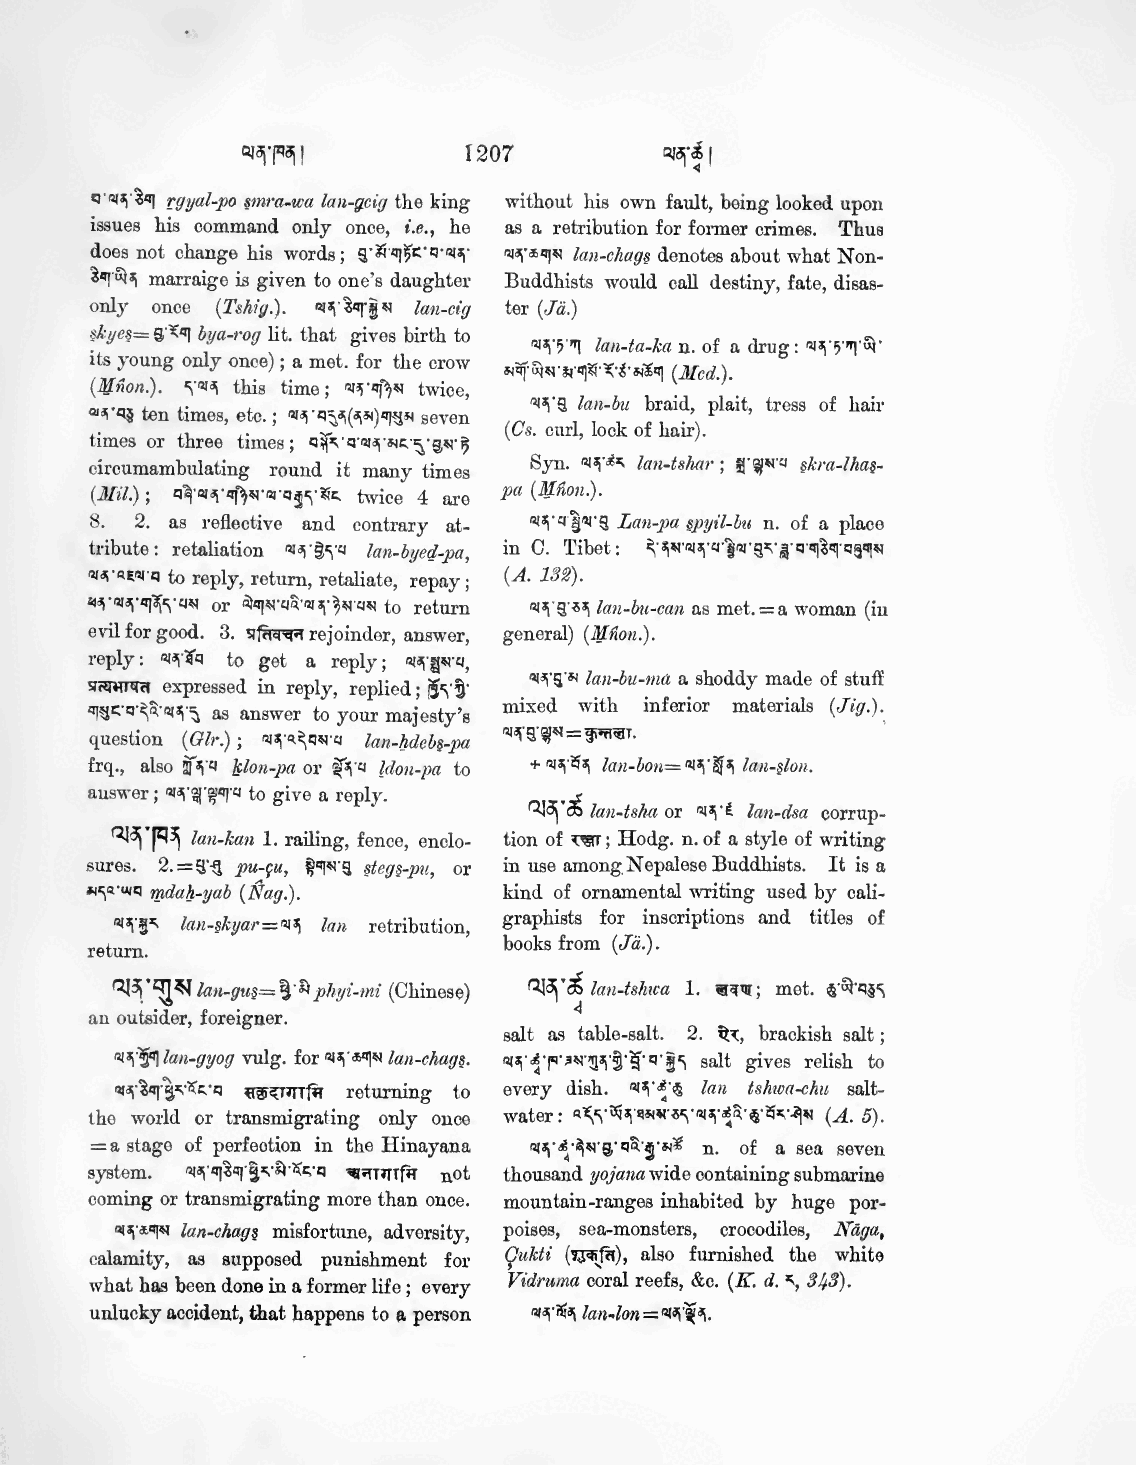 ལན་ཁན། 1207 ལན་ཚྭ།
བ་ལན་ཅིག rgyal-po smra-wa lan-gcig the king
issues his command only once, i.e., he
does not change his words; བུ་མོ་གཏོང་བ་ལན་
ཅིག་ཡིན marraige is given to one's daughter
only once (Tshig.). ལན་ཅིག་སྐྱེས lan-cig
skyes=བྱ་རོག bya-rog lit. that gives birth to
its young only once); a met. for the crow
(Mṅon.). ད་ལན this time; ལན་གཉིས twice,
ལན་བཅུ ten times, etc.; ལན་བདུན(ནམ)གསུམ seven
times or three times; བསྐོར་བ་ལན་མང་དུ་བྱས་ཏེ
circumambulating round it many times
(Mil.); བཞི་ལན་གཉིས་ལ་བརྒྱད་སོང twice 4 are
8. 2. as reflective and contrary at-
tribute: retaliation ལན་བྱེད་པ lan-byed-pa,
ལན་འཇལ་བ to reply, return, retaliate, repay;
ཕན་ལན་གནོད་པས or ལེགས་པའི་ལན་ཉེས་པས to return
evil for good. 3. प्रतिवचन rejoinder, answer,
reply: ལན་ཐོབ to get a reply; ལན་སྨྲས་པ,
प्रत्यभाषत expressed in reply, replied; ཁྱོད་ཀྱི་
གསུང་བ་དེའི་ལན་དུ as answer to your majesty's
question (Glr.); ལན་འདེབས་པ lan-hdebs-pa
frq., also ཀློན་པ klon-pa or ལྡོན་པ ldon-pa to
answer; ལན་ལྡན to give a reply.
ལན་ཁན lan-kan 1. railing, fence, enclo-
sures. 2.=པུ་ཤུ pu-çu, སྟེགས་བུ stegs-pu, or
མདའ་ཡབ mdah-yab (Ñag.).
ལན་སྐྱར lan-skyar=ལན lan retribution,
return.
ལན་གུས lan-gus=ཕྱི་མི phyi-mi (Chinese)
an outsider, foreigner.
ལན་གྱོག lan-gyog vulg. for ལན་ཆགས lan-chags.
ལན་ཅིག་ཕྱིར་འོང་བ सकृदागामि returning to
the world or transmigrating only once
=a stage of perfection in the Hinayana
system. ལན་གཅིག་ཕྱིར་མི་འོང་བ अनागामि not
coming or transmigrating more than once.
ལན་ཆགས lan-chags misfortune, adversity,
calamity, as supposed punishment for
what has been done in a former life; every
unlucky accident, that happens to a person
without his own fault, being looked upon
as a retribution for former crimes. Thus
ལན་ཆགས lan-chags denotes about what Non-
Buddhists would call destiny, fate, disas-
ter (Jä.)
ལན་ཏ་ཀ lan-ta-ka n. of a drug: ལན་ཏ་ཀ་ཡི་
མགོ་ཡིས་རྨ་གསོ་རོ་ཙ་མཆོག (Med.).
ལན་བུ lan-bu braid, plait, tress of hair
(Cs. curl, lock of hair).
Syn. ལན་ཚར lan-tshar; སྐྲ་ལྷས་པ skra-lhas-
pa (Mṅon.).
ལན་པ་སྤྱིལ་བུ Lan-pa spyil-bu n. of a place
in C. Tibet: དེ་ནས་ལན་པ་སྤྱིལ་བུར་ཟླ་བ་གཅིག་བཞུགས
(A. 132).
ལན་བུ་ཅན lan-bu-can as met.=a woman (in
general) (Mṅon.).
ལན་བུ་མ lan-bu-ma a shoddy made of stuff
mixed with inferior materials (Jig.).
ལན་བུ་ལྷས=कुन्तला.
+ ལན་བོན lan-bon=ལན་སློན lan-slon.
ལན་ཚ lan-tsha or ལན་ཛ lan-dsa corrup-
tion of रञ्जा; Hodg. n. of a style of writing
in use among Nepalese Buddhists. It is a
kind of ornamental writing used by cali-
graphists for inscriptions and titles of
books from (Jä.).
ལན་ཚྭ lan-tshwa 1. लवण; met. ཆུ་ཡི་བཅུད
salt as table-salt. 2. ऐर, brackish salt;
ལན་ཚྭ་ཁ་ཟས་ཀུན་གྱི་བྲོ་བ་སྐྱེད salt gives relish to
every dish. ལན་ཚྭ་ཆུ lan tshwa-chu salt-
water: འདོད་ཡོན་ཐམས་ཅད་ལན་ཚྭའི་ཆུ་བོར་ཤེས (A. 5).
ལན་ཚྭ་ཞེས་བྱ་བའི་རྒྱ་མཚོ n. of a sea seven
thousand yojana wide containing submarine
mountain-ranges inhabited by huge por-
poises, sea-monsters, crocodiles, Nāga,
Çukti (शुक्ति), also furnished the white
Vidruma coral reefs, &c. (K. d. ར, 343).
ལན་ལོན lan-lon=ལན་ལྡོན.